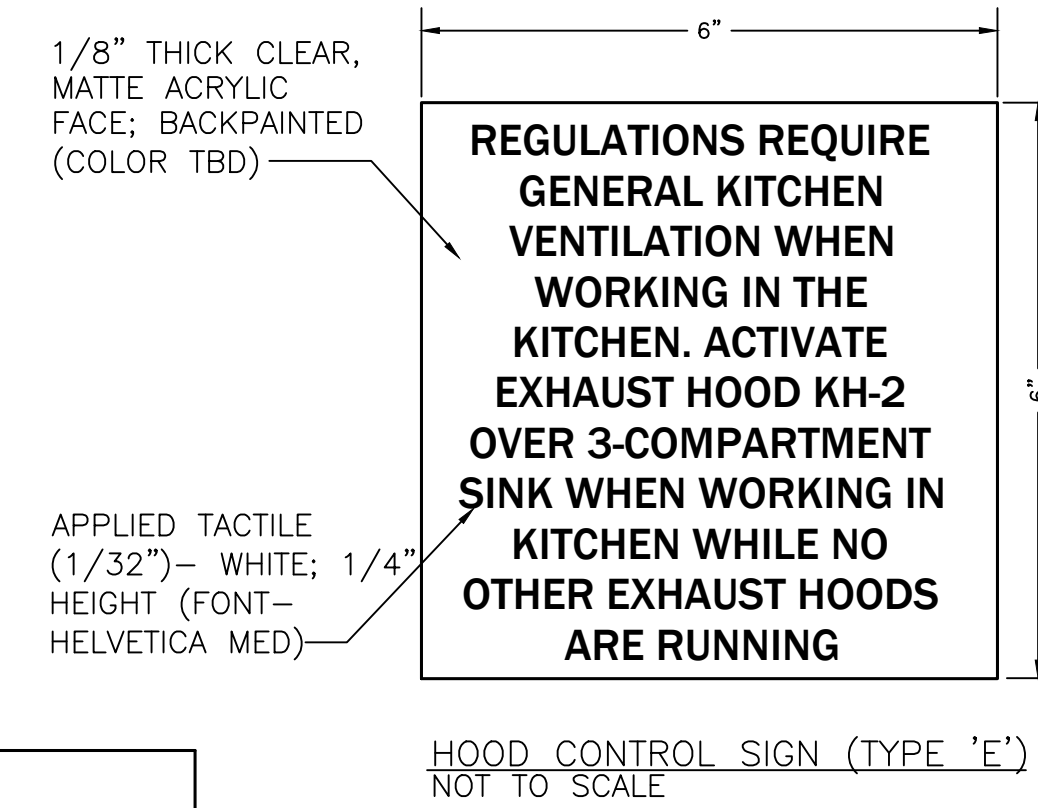 6"
1/8" THICK CLEAR,
MATTE ACRYLIC
FACE; BACKPAINTED
(COLOR TBD)
REGULATIONS REQUIRE
GENERAL KITCHEN
VENTILATION WHEN
WORKING IN THE
KITCHEN. ACTIVATE
EXHAUST HOOD KH-2
OVER 3-COMPARTMENT
SINK WHEN WORKING IN
KITCHEN WHILE NO
OTHER EXHAUST HOODS
ARE RUNNING
6"
APPLIED TACTILE
(1/32")– WHITE; 1/4"
HEIGHT (FONT–
HELVETICA MED)
HOOD CONTROL SIGN (TYPE 'E')
NOT TO SCALE